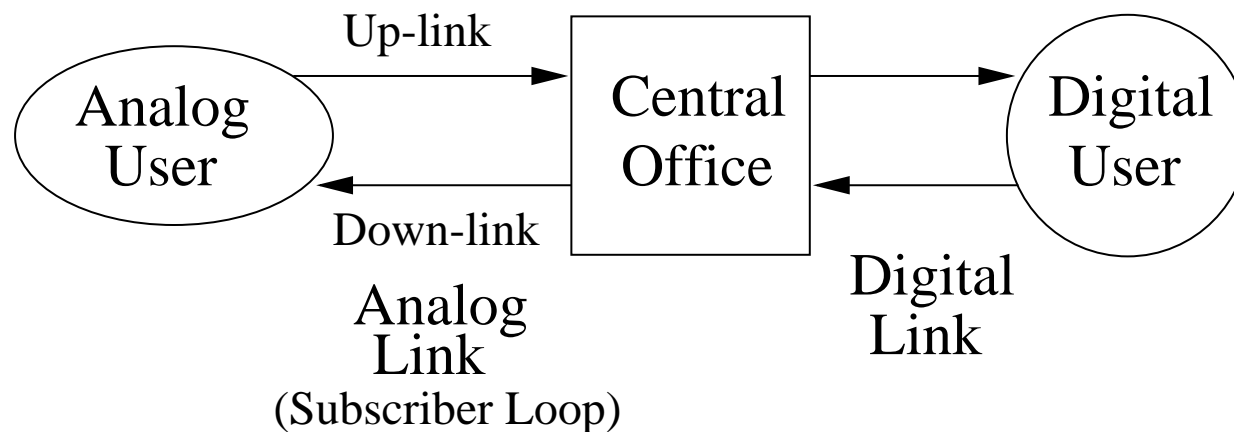 Up-link
Analog
User
Central
Office
Digital
User
Down-link
Analog
Link
(Subscriber Loop)
Digital
Link